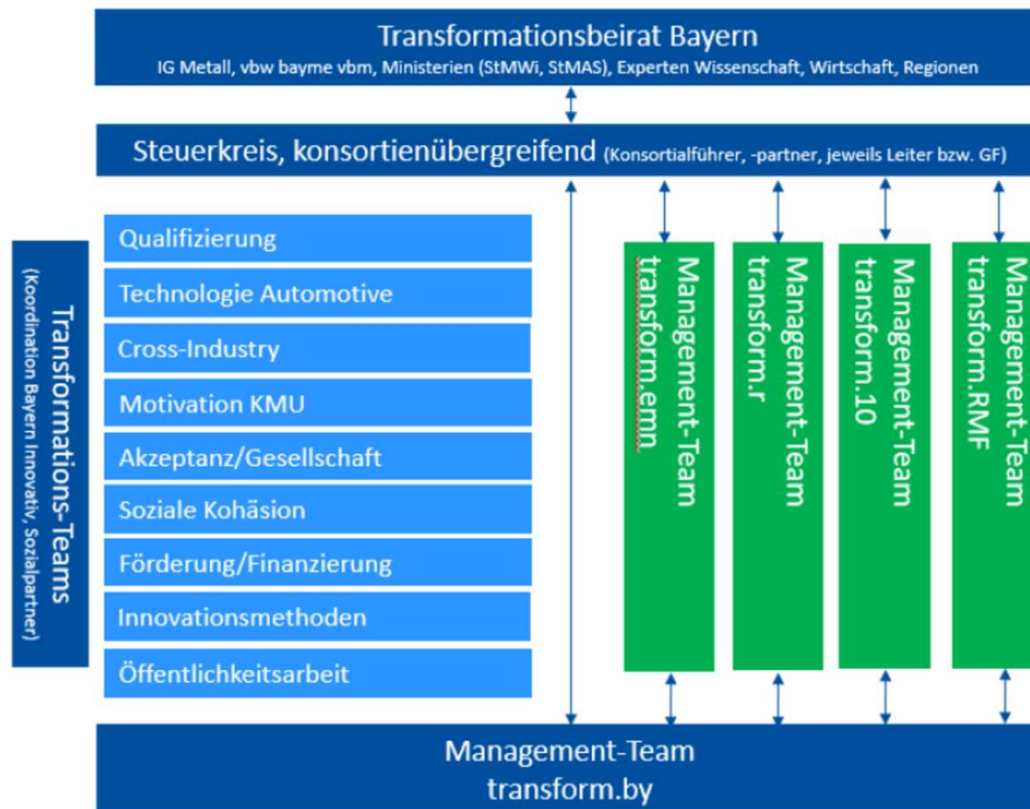 Transformationsbeirat Bayern
IG Metall, vbw bayme vbm, Ministerien (StMWi, StMAS), Experten Wissenschaft, Wirtschaft, Regionen
Steuerkreis, konsortienübergreifend (Konsortialführer, -partner, jeweils Leiter bzw. GF)
Transformations-Teams
(Koordination Bayern Innovativ, Sozialpartner)
Qualifizierung
Technologie Automotive
Cross-Industry
Motivation KMU
Akzeptanz/Gesellschaft
Soziale Kohäsion
Förderung/Finanzierung
Innovationsmethoden
Öffentlichkeitsarbeit
Management-Team
transform.emn
Management-Team
transform.r
Management-Team
transform.10
Management-Team
transform.RMF
Management-Team
transform.by